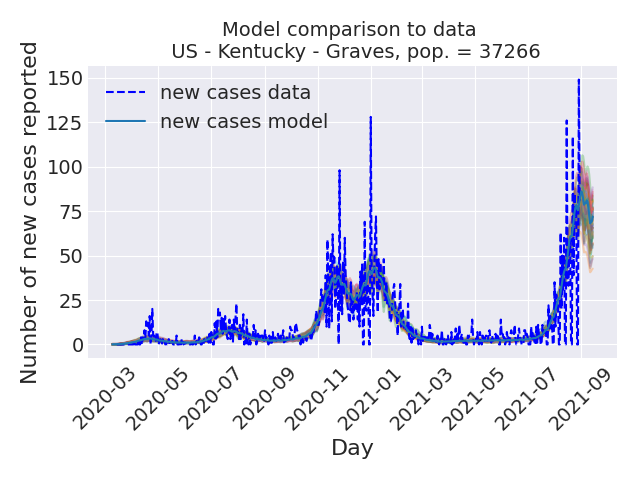 Model comparison to data
US - Kentucky - Graves, pop. = 37266
Number of new cases reported
150
125
100
75
50
25
0
new cases data
new cases model
2020-03
2020-05
2020-07
2020-09
2020-11
2021-01
2021-03
2021-05
2021-07
2021-09
Day